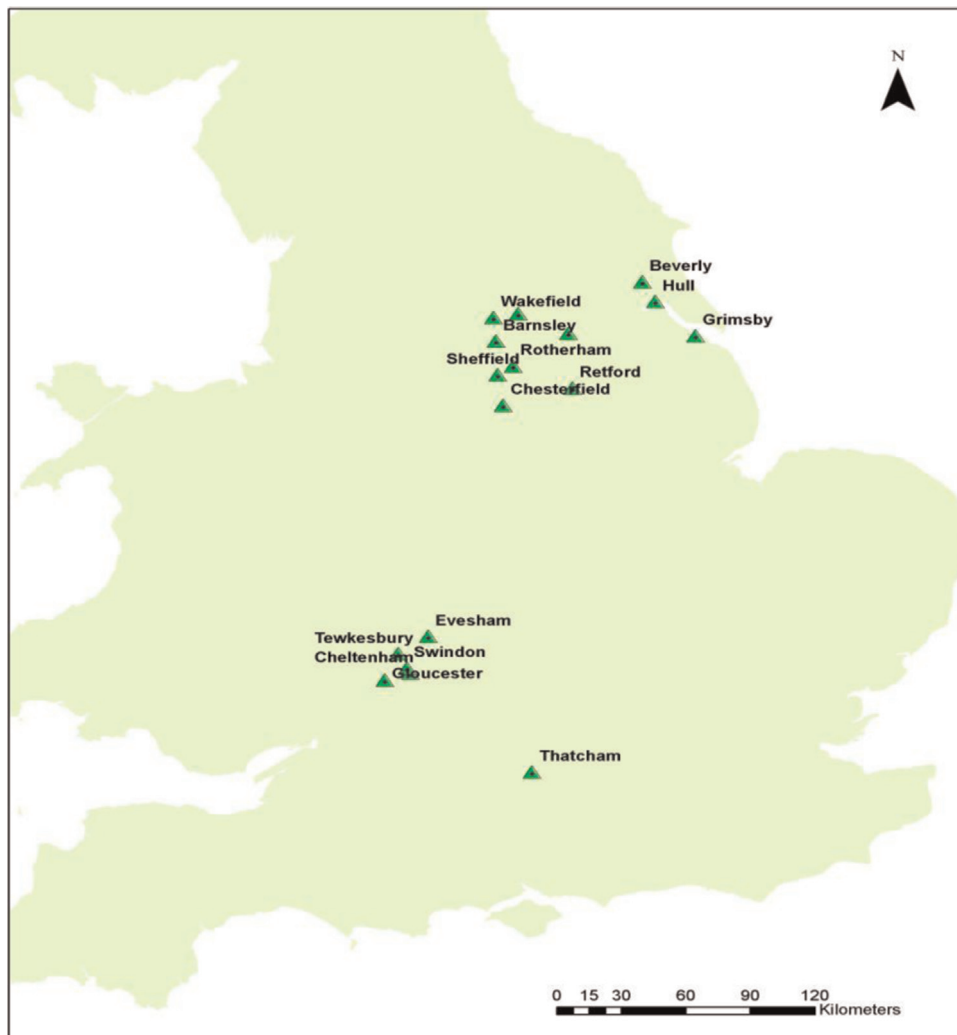 N
Beverly
Hull
Wakefield
Grimsby
Barnsley
Rotherham
Sheffield
Retford
Chesterfield
Evesham
Tewkesbury
Swindon
Cheltenham
Gloucester
Thatcham
0 15 30 60 90 120
Kilometers